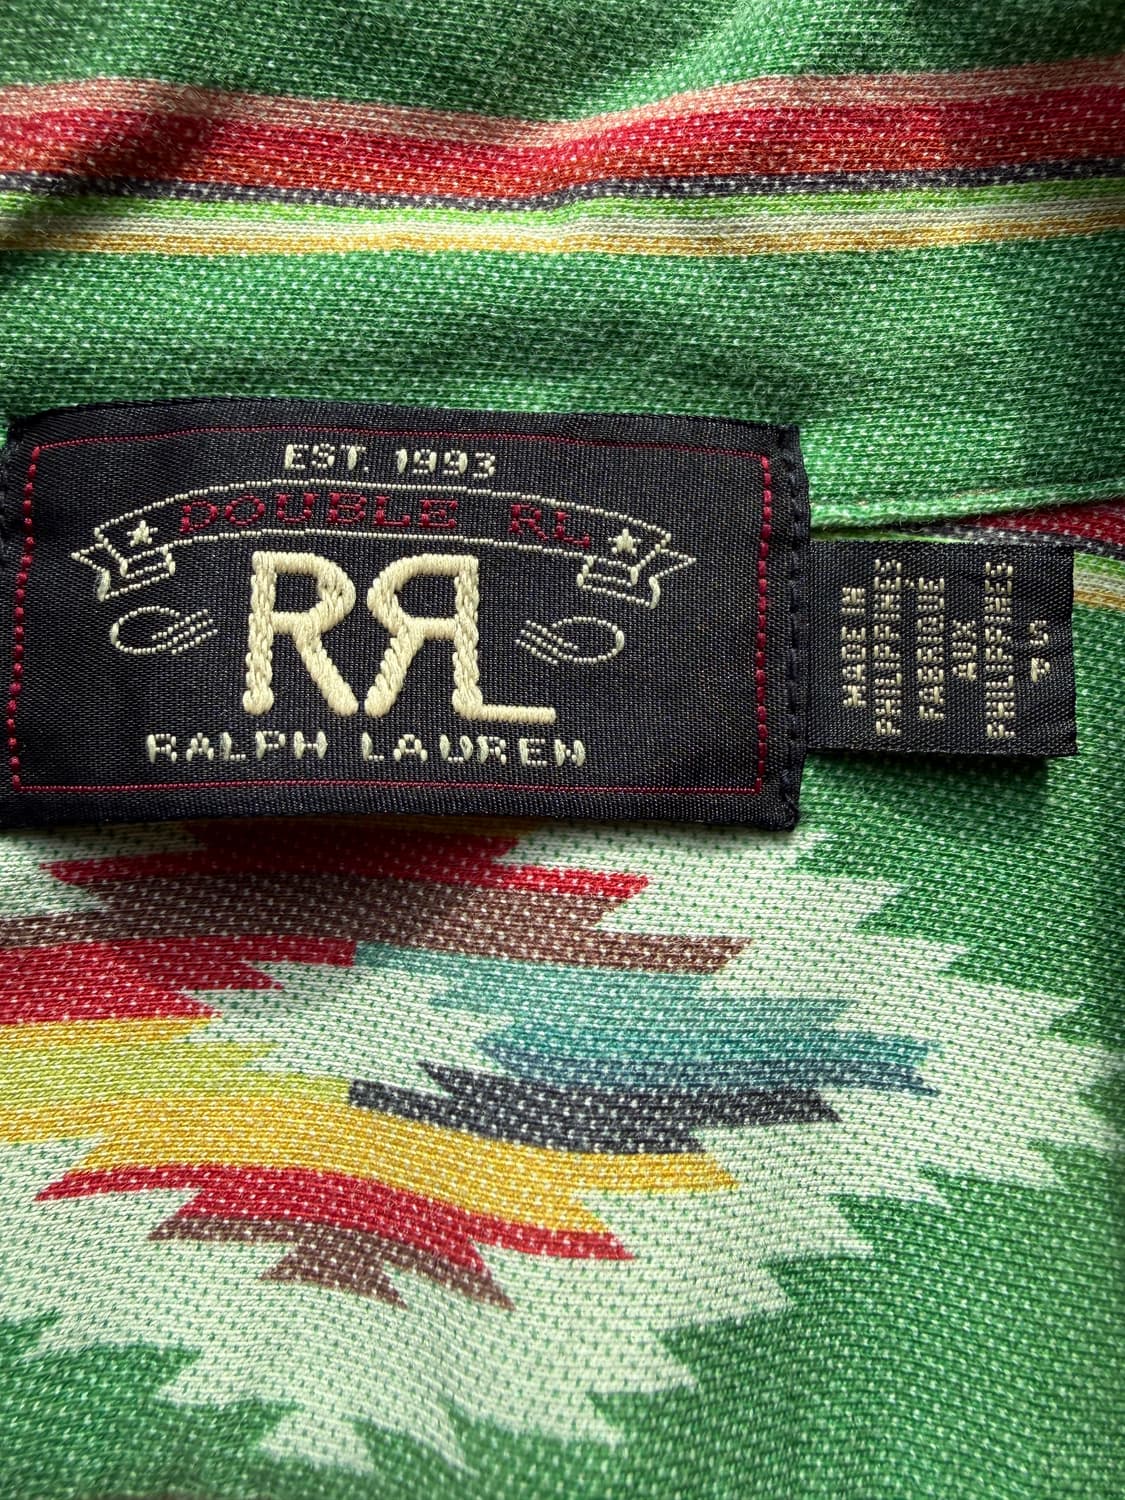 EST. 1993
DOUBLE RL
RRL
RALPH LAUREN
MADE IN
PHILIPPINES
FABRIQUE
AUX
PHILIPPINES